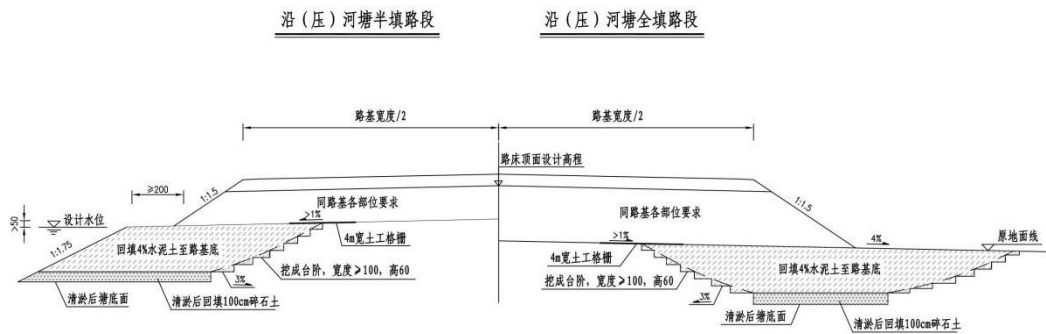 沿（压）河塘半填路段
沿（压）河塘全填路段
路基宽度/2
路基宽度/2
路床顶面设计高程
≥200
1:1.5
1:1.5
同路基各部位要求
同路基各部位要求
>50
设计水位
>1%
4m宽土工格栅
>1%
4%
原地面线
1:1.75
回填4%水泥土至路基底
4m宽土工格栅
回填4%水泥土至路基底
挖成台阶，宽度≥100，高60
挖成台阶，宽度≥100，高60
3%
3%
清淤后塘底面
清淤后回填100cm碎石土
清淤后塘底面
清淤后回填100cm碎石土